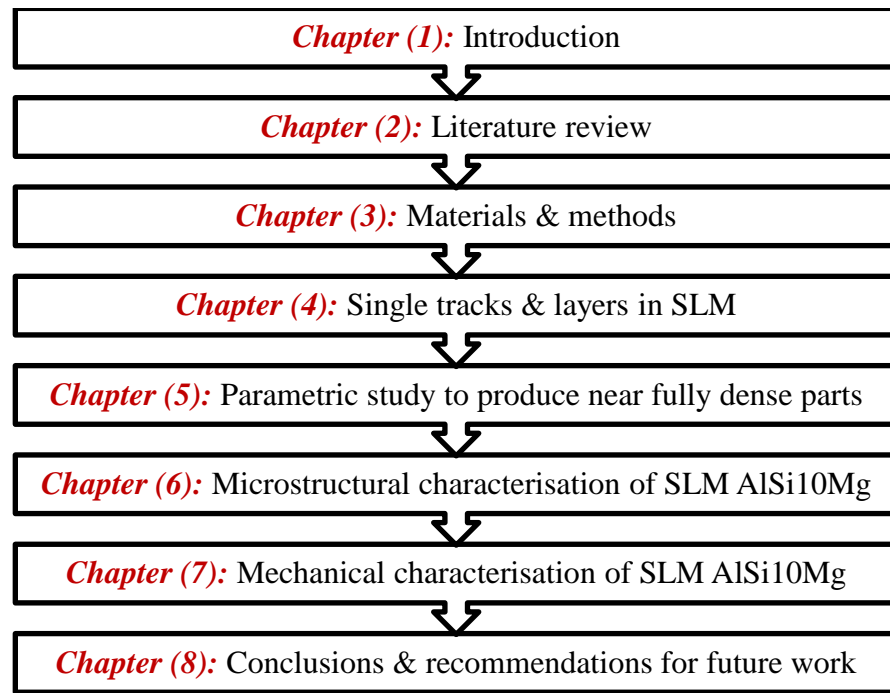 Chapter (1): Introduction
Chapter (2): Literature review
Chapter (3): Materials & methods
Chapter (4): Single tracks & layers in SLM
Chapter (5): Parametric study to produce near fully dense parts
Chapter (6): Microstructural characterisation of SLM AlSi10Mg
Chapter (7): Mechanical characterisation of SLM AlSi10Mg
Chapter (8): Conclusions & recommendations for future work